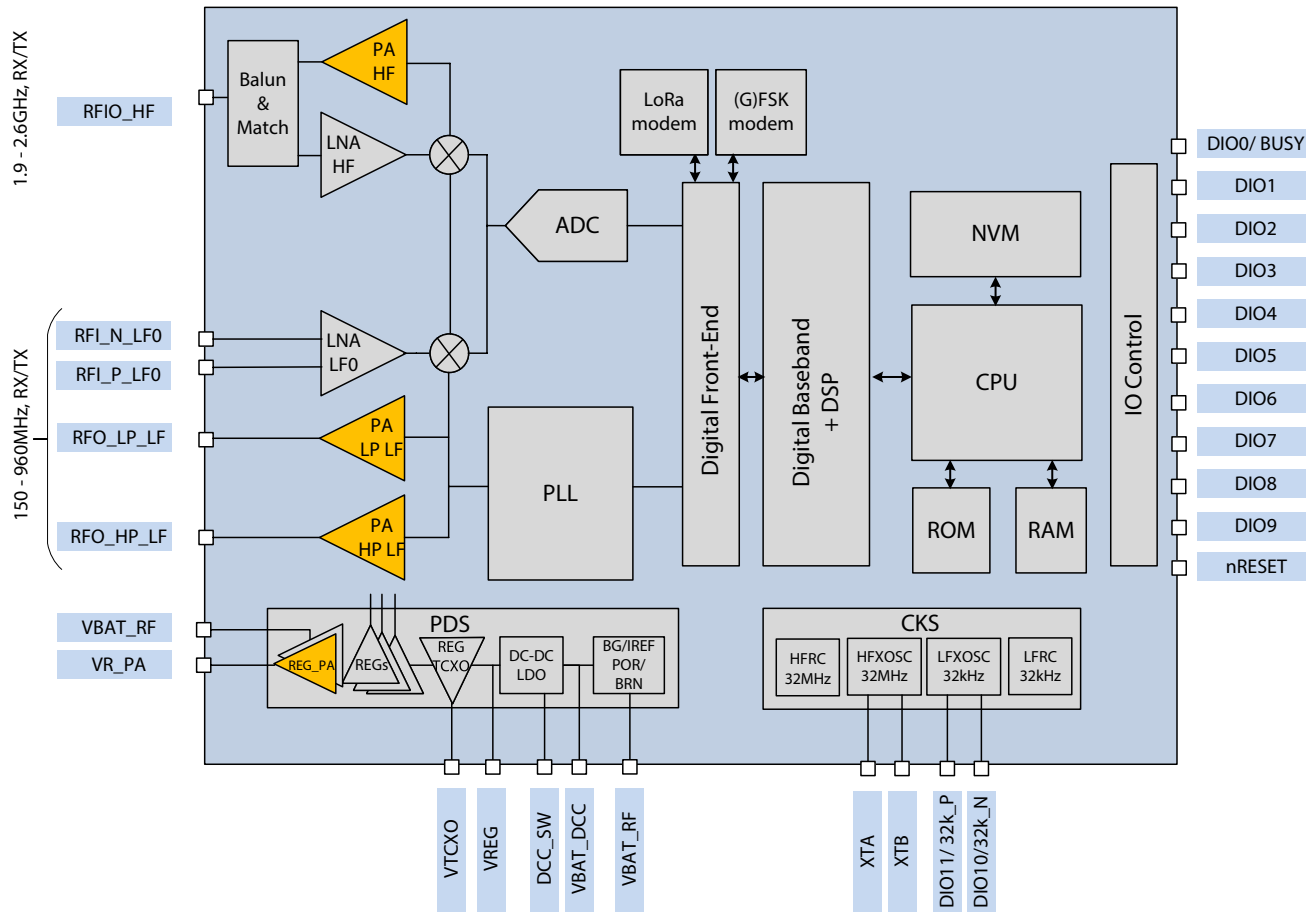 1.9 - 2.6GHz, RX/TX
RFIO_HF
Balun
&
Match
PA
HF
LNA
HF
LoRa
modem
(G)FSK
modem
ADC
150 - 960MHz, RX/TX
RFI_N_LF0
RFI_P_LF0
RFO_LP_LF
RFO_HP_LF
LNA
LF0
PA
LP LF
PA
HP LF
PLL
Digital Front-End
Digital Baseband
+ DSP
NVM
CPU
ROM
RAM
IO Control
DIO0/ BUSY
DIO1
DIO2
DIO3
DIO4
DIO5
DIO6
DIO7
DIO8
DIO9
nRESET
VBAT_RF
VR_PA
PDS
REG_PA
REGs
REG
TCXO
DC-DC
LDO
BG/IREF
POR/
BRN
CKS
HFRC
32MHz
HFXOSC
32MHz
LFXOSC
32kHz
LFRC
32kHz
VTCXO
VREG
DCC_SW
VBAT_DCC
VBAT_RF
XTA
XTB
DIO11/ 32k_P
DIO10/32k_N